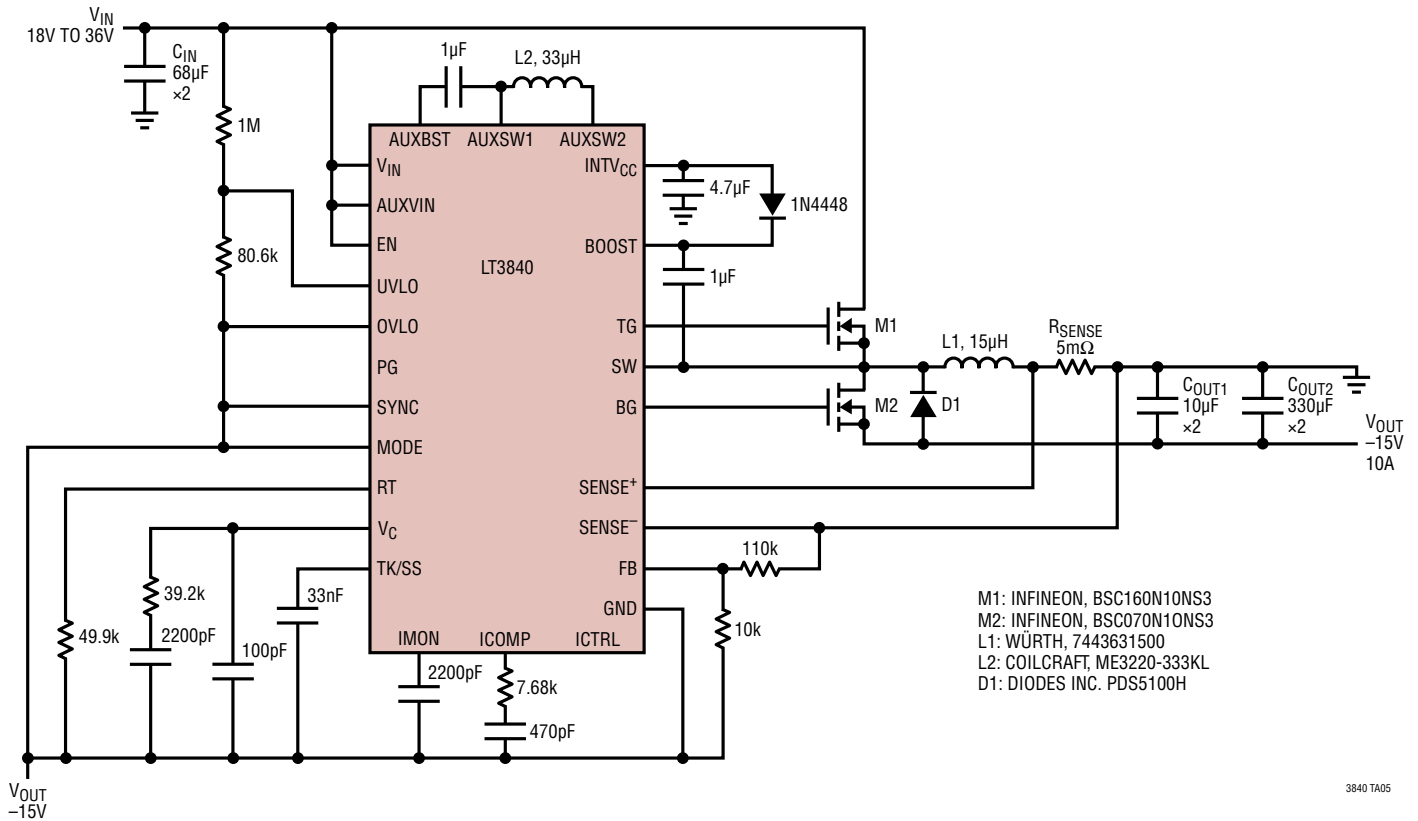 VIN
18V TO 36V
CIN
68µF
×2
1µF
L2, 33µH
1M
AUXBST
AUXSW1
AUXSW2
VIN
INTVCC
4.7µF
1N4448
AUXVIN
EN
BOOST
80.6k
LT3840
1µF
UVLO
OVLO
TG
M1
PG
SW
L1, 15µH
RSENSE
5mΩ
SYNC
BG
M2
D1
COUT1
10µF
×2
COUT2
330µF
×2
VOUT
–15V
10A
MODE
RT
SENSE+
VC
SENSE–
110k
TK/SS
FB
39.2k
33nF
GND
49.9k
2200pF
100pF
IMON
ICOMP
ICTRL
10k
2200pF
7.68k
470pF
M1: INFINEON, BSC160N10NS3
M2: INFINEON, BSC070N1ONS3
L1: WÜRTH, 7443631500
L2: COILCRAFT, ME3220-333KL
D1: DIODES INC. PDS5100H
VOUT
–15V
3840 TA05